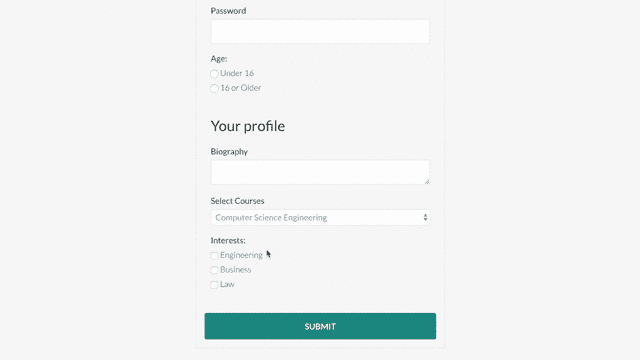 Password
Age:
Under 16
16 or Older
Your profile
Biography
Select Courses
Computer Science Engineering
Interests:
Engineering
Business
Law
SUBMIT